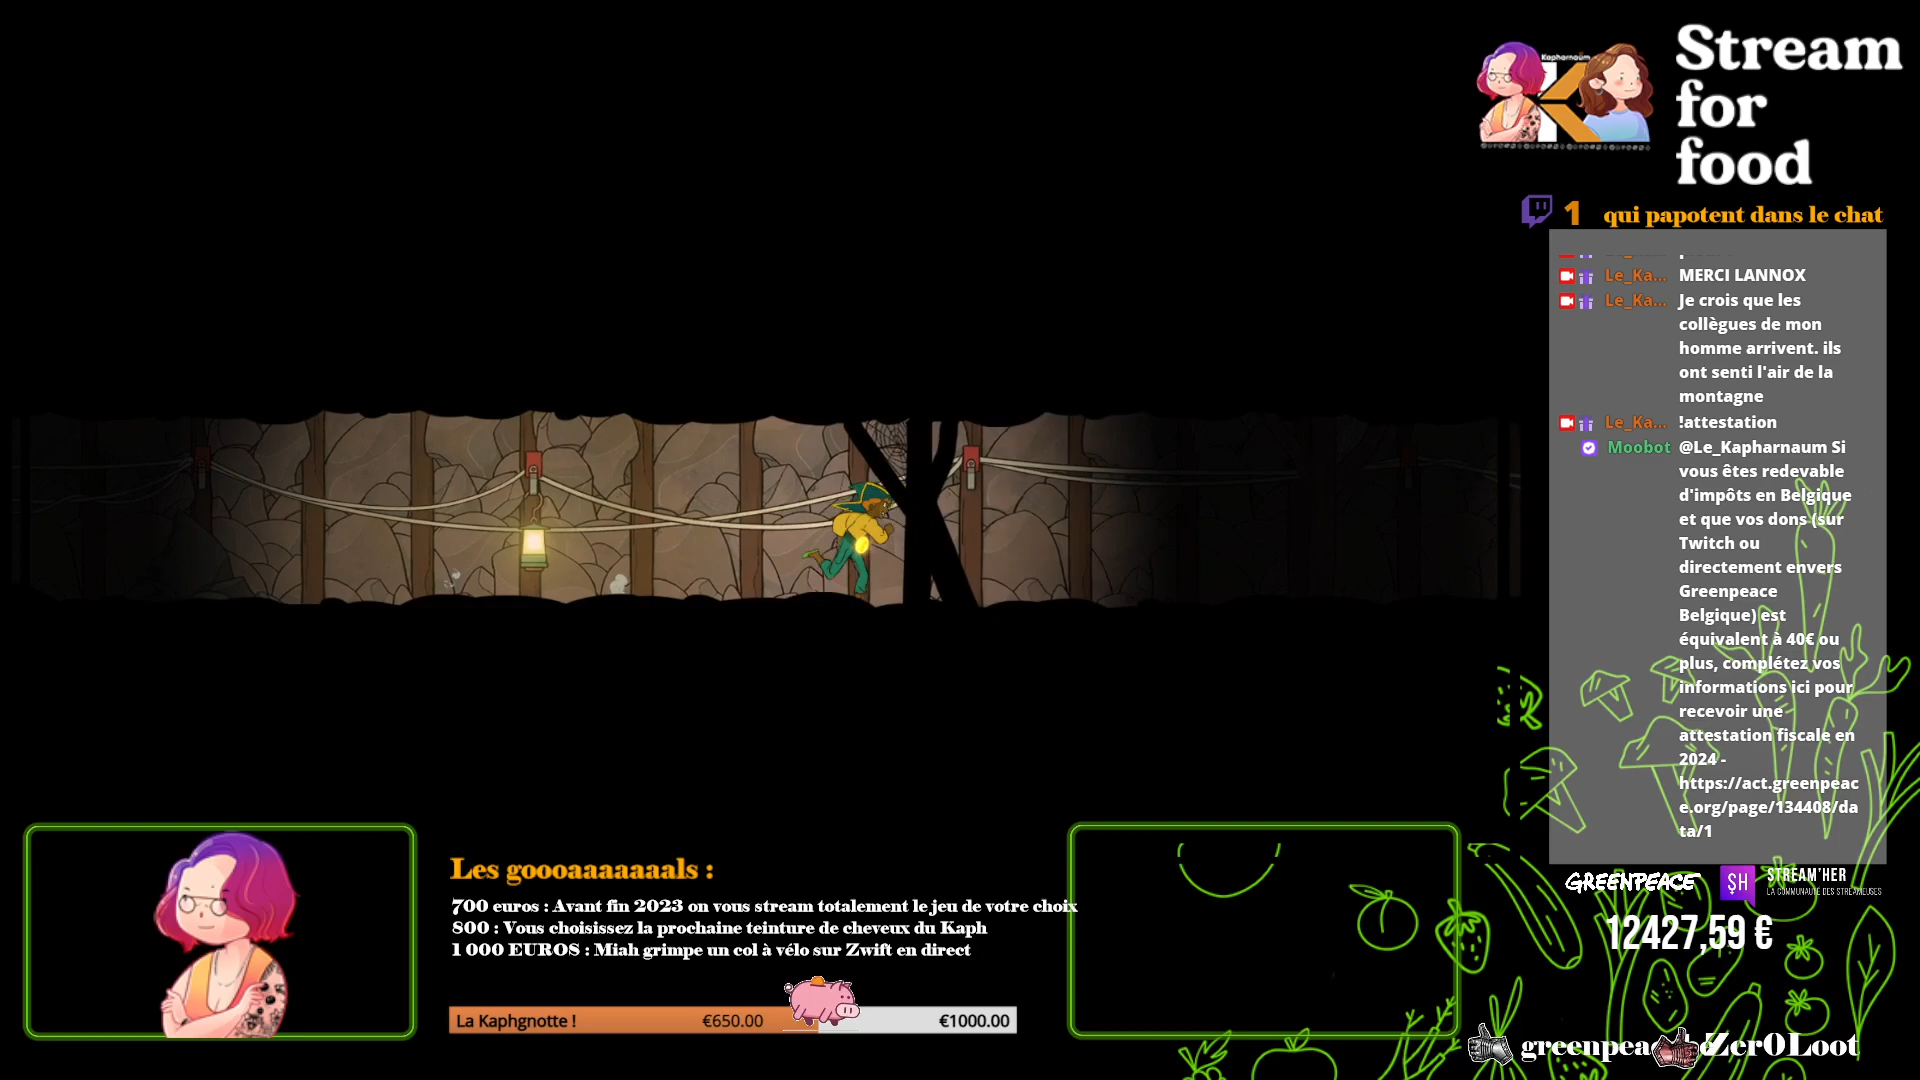 Kapharnaüm
Stream
for
food
1 qui papotent dans le chat
Le_Ka... MERCI LANNOX
Le_Ka... Je crois que les
collègues de mon
homme arrivent. ils
ont senti l'air de la
montagne
Le_Ka... !attestation
Moobot @Le_Kapharnaum Si
vous êtes redevable
d'impôts en Belgique
et que vos dons (sur
Twitch ou
directement envers
Greenpeace
Belgique) est
équivalent à 40€ ou
plus, complétez vos
informations ici pour
recevoir une
attestation fiscale en
2024 -
https://act.greenpeac
e.org/page/134408/da
ta/1
GREENPEACE
SH
STREAM'HER
LA COMMUNAUTÉ DES STREAMEUSES
12427,59 €
Les goooaaaaaaals :
700 euros : Avant fin 2023 on vous stream totalement le jeu de votre choix
800 : Vous choisissez la prochaine teinture de cheveux du Kaph
1 000 EUROS : Miah grimpe un col à vélo sur Zwift en direct
La Kaphgnotte ! €650.00 €1000.00
Zer0Loot